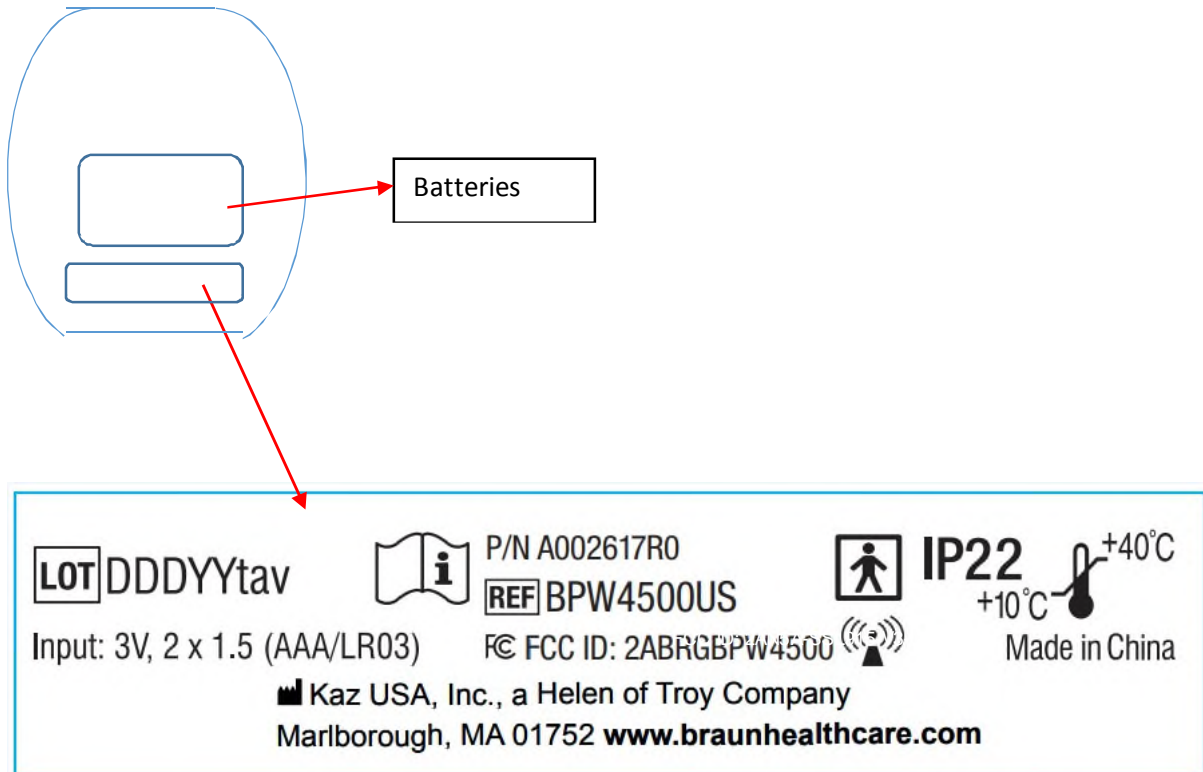 Batteries
LOT DDDYYtav
P/N A002617R0
REF BPW4500US
IP22
+40°C
+10°C
Input: 3V, 2 x 1.5 (AAA/LR03)
FC FCC ID: 2ABRGBPW4500
Made in China
Kaz USA, Inc., a Helen of Troy Company
Marlborough, MA 01752 www.braunhealthcare.com